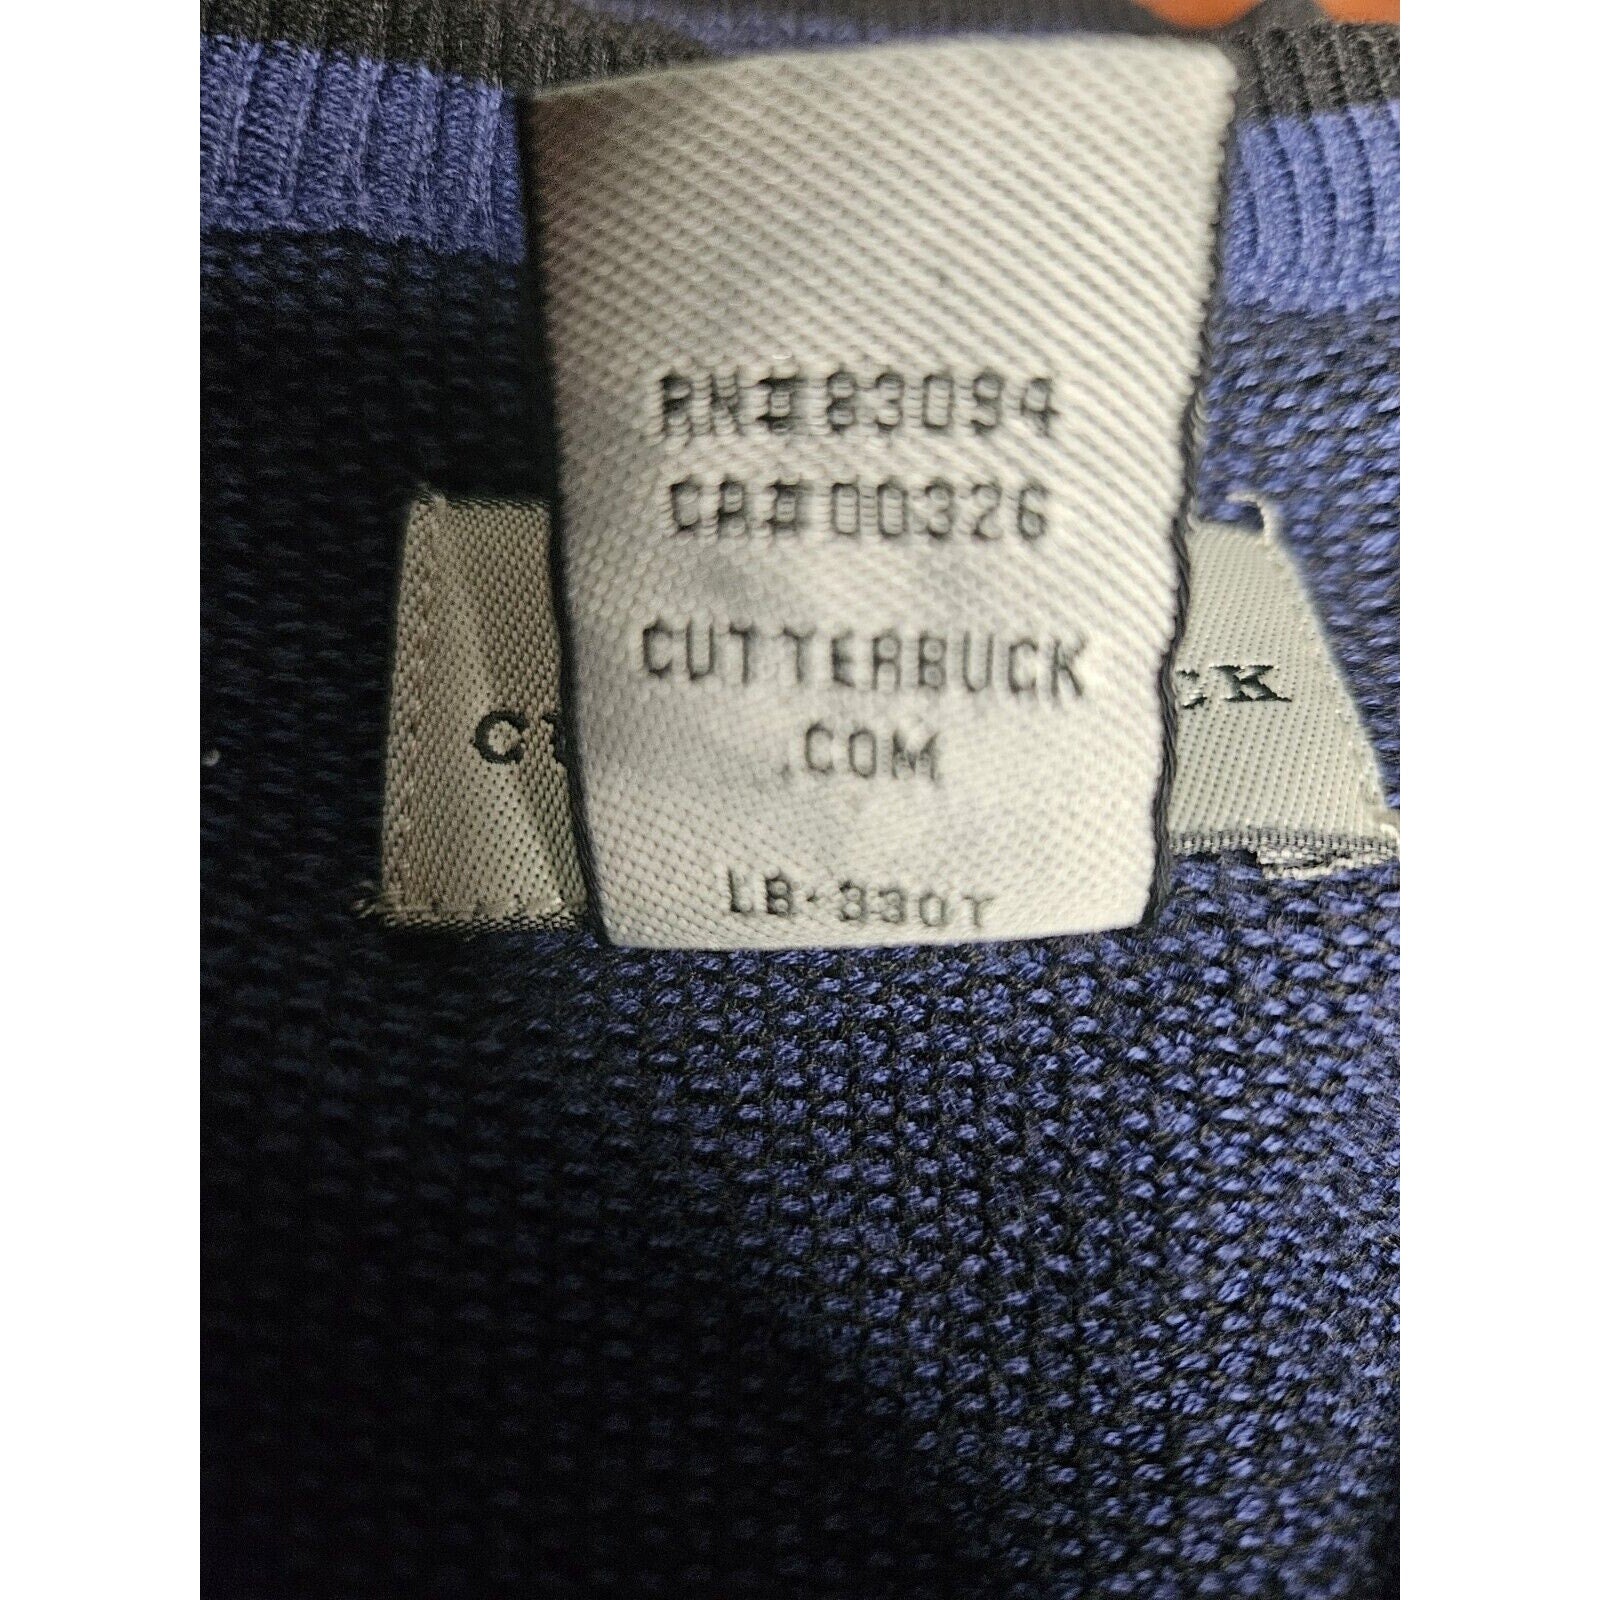 RN#83094
CA#00326
CUTTERBUCK
.COM
LB-330T